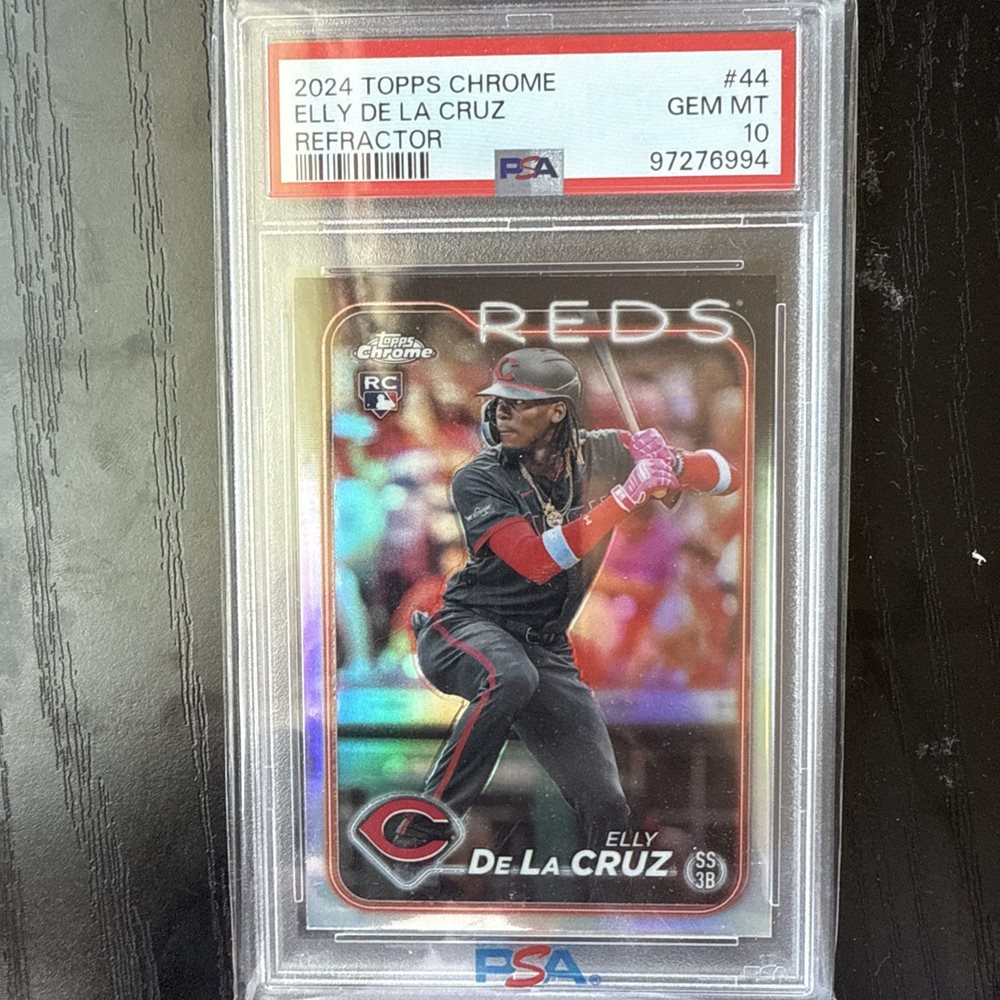 2024 TOPPS CHROME #44
ELLY DE LA CRUZ GEM MT
REFRACTOR 10
PSA 97276994
REDS
Topps
Chrome
RC
C
C
ELLY
DE LA CRUZ
SS
3B
PSA